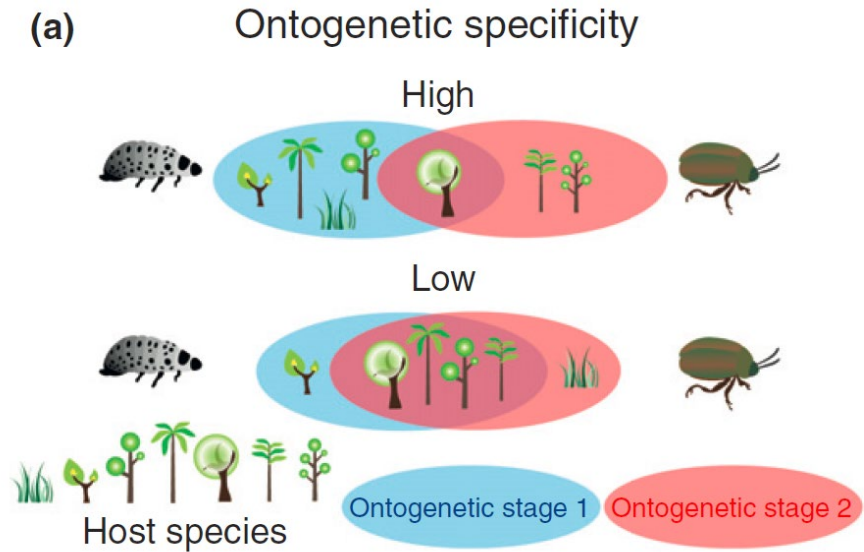 (a) Ontogenetic specificity
High
Low
Host species
Ontogenetic stage 1
Ontogenetic stage 2